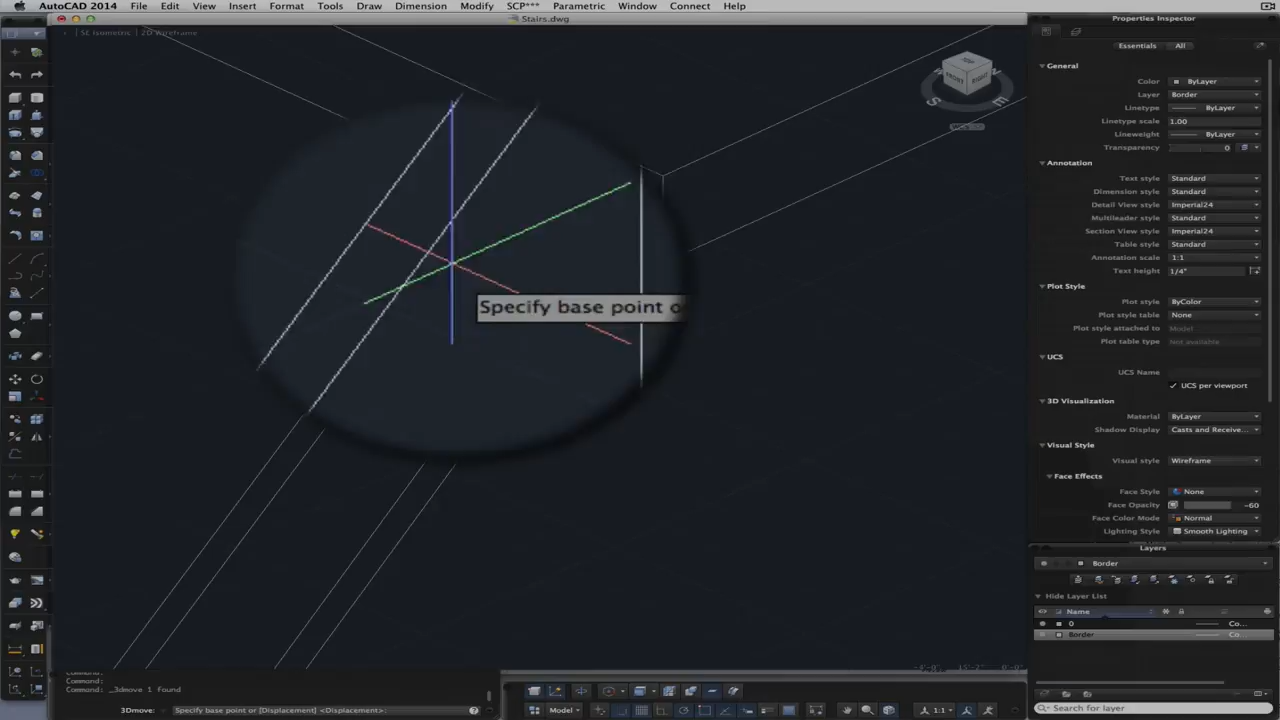 AutoCAD 2014 File Edit View Insert Format Tools Draw Dimension Modify SCP*** Parametric Window Connect Help
Stairs.dwg
SE Isometric 2D Wireframe
TOP
FRONT
RIGHT
S
E
Specify base point o
Properties Inspector
Essentials All
General
Color ByLayer
Layer Border
Linetype ByLayer
Linetype scale 1.00
Lineweight ByLayer
Transparency 0
Annotation
Text style Standard
Dimension style Standard
Detail View style Imperial24
Multileader style Standard
Section View style Imperial24
Table style Standard
Annotation scale 1:1
Text height 1/4"
Plot Style
Plot style ByColor
Plot style table None
Plot style attached to Model
Plot table type Not available
UCS
UCS Name
UCS per viewport
3D Visualization
Material ByLayer
Shadow Display Casts and Receive...
Visual Style
Visual style Wireframe
Face Effects
Face Style None
Face Opacity -60
Face Color Mode Normal
Lighting Style Smooth Lighting
Layers
Border
Hide Layer List
Name
0 Co...
Border Co...
Search for layer
Command:
Command:
Command: _3dmove 1 found
3Dmove: Specify base point or [Displacement] <Displacement>:
Model
1:1